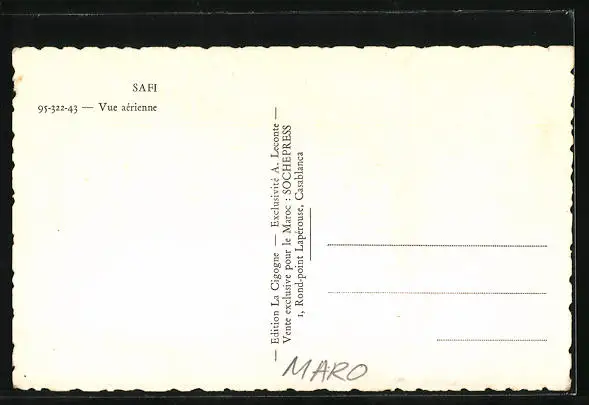 SAFI
95-322-43 — Vue aérienne
— Edition La Cigogne — Exclusivité A. Leconte —
Vente exclusive pour le Maroc : SOCHEPRESS
1, Rond-point Lapérouse, Casablanca
MARO